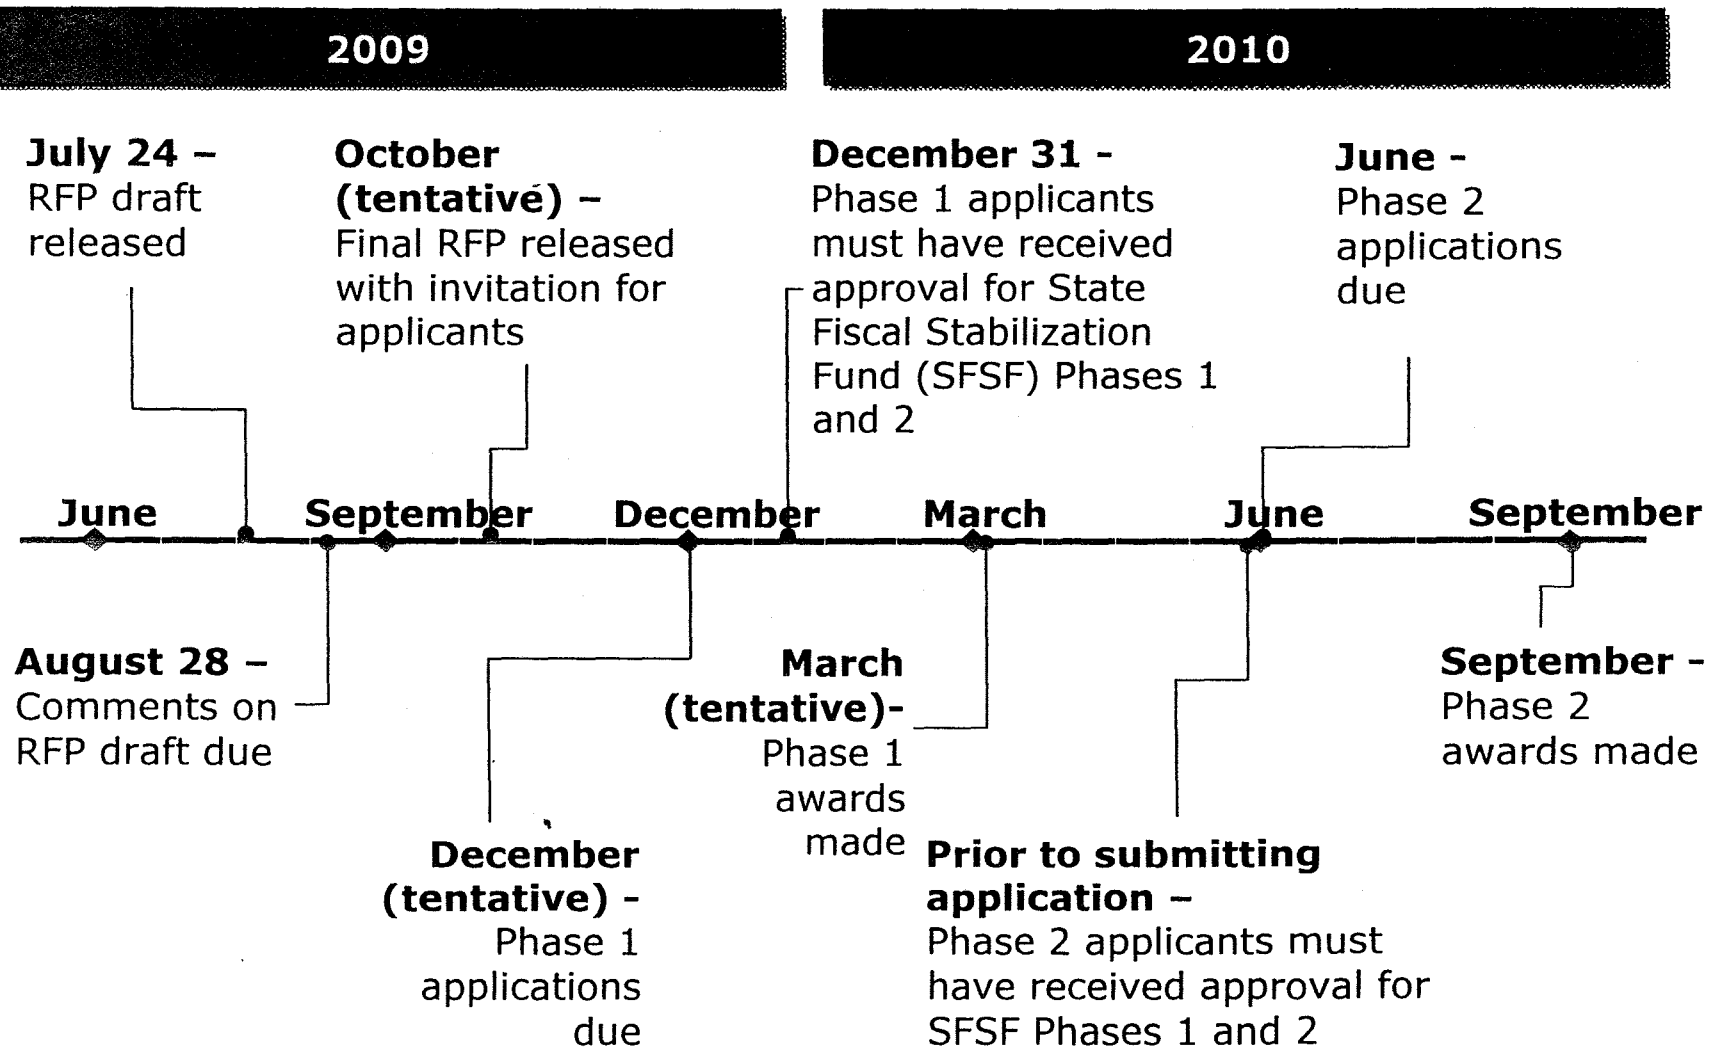 2009
2010
July 24 –
RFP draft
released
October
(tentative) –
Final RFP released
with invitation for
applicants
December 31 -
Phase 1 applicants
must have received
approval for State
Fiscal Stabilization
Fund (SFSF) Phases 1
and 2
June -
Phase 2
applications
due
June
September
December
March
June
September
August 28 –
Comments on
RFP draft due
December
(tentative) -
Phase 1
applications
due
March
(tentative)-
Phase 1
awards
made
Prior to submitting
application –
Phase 2 applicants must
have received approval for
SFSF Phases 1 and 2
September -
Phase 2
awards made